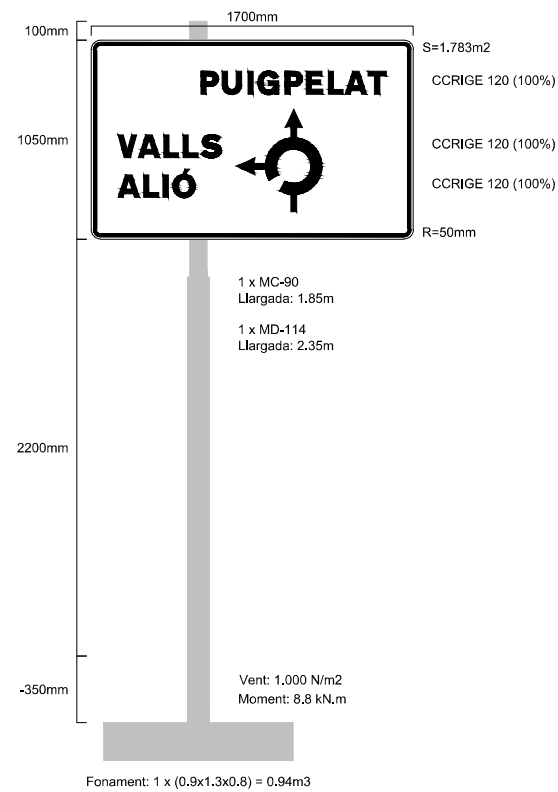 1700mm
100mm
S=1.783m2
PUIGPELAT
CCRIGE 120 (100%)
1050mm
VALLS
CCRIGE 120 (100%)
ALIÓ
CCRIGE 120 (100%)
R=50mm
1 x MC-90
Llargada: 1.85m
1 x MD-114
Llargada: 2.35m
2200mm
-350mm
Vent: 1.000 N/m2
Moment: 8.8 kN.m
Fonament: 1 x (0.9x1.3x0.8) = 0.94m3